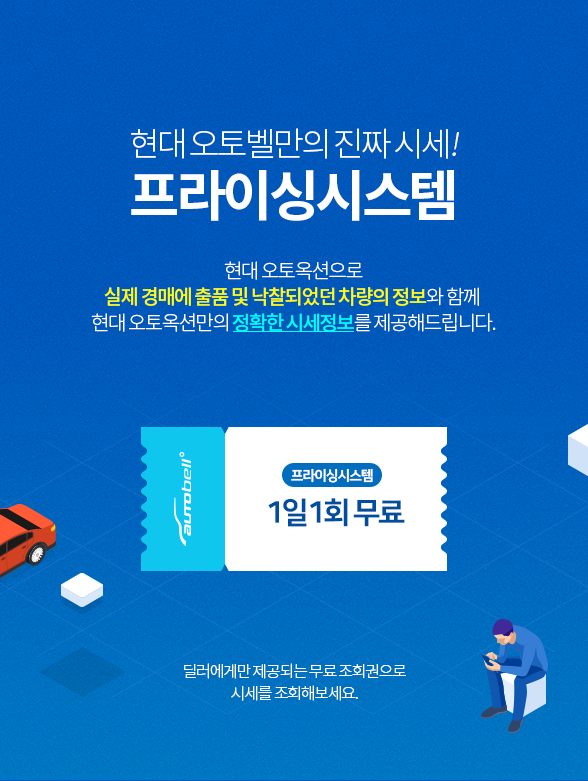 현대 오토벨만의 진짜 시세!
프라이싱시스템
현대 오토옥션으로
실제 경매에 출품 및 낙찰되었던 차량의 정보와 함께
현대 오토옥션만의 정확한 시세정보를 제공해드립니다.
autobell
프라이싱시스템
1일 1회 무료
딜러에게만 제공되는 무료 조회권으로
시세를 조회해보세요.